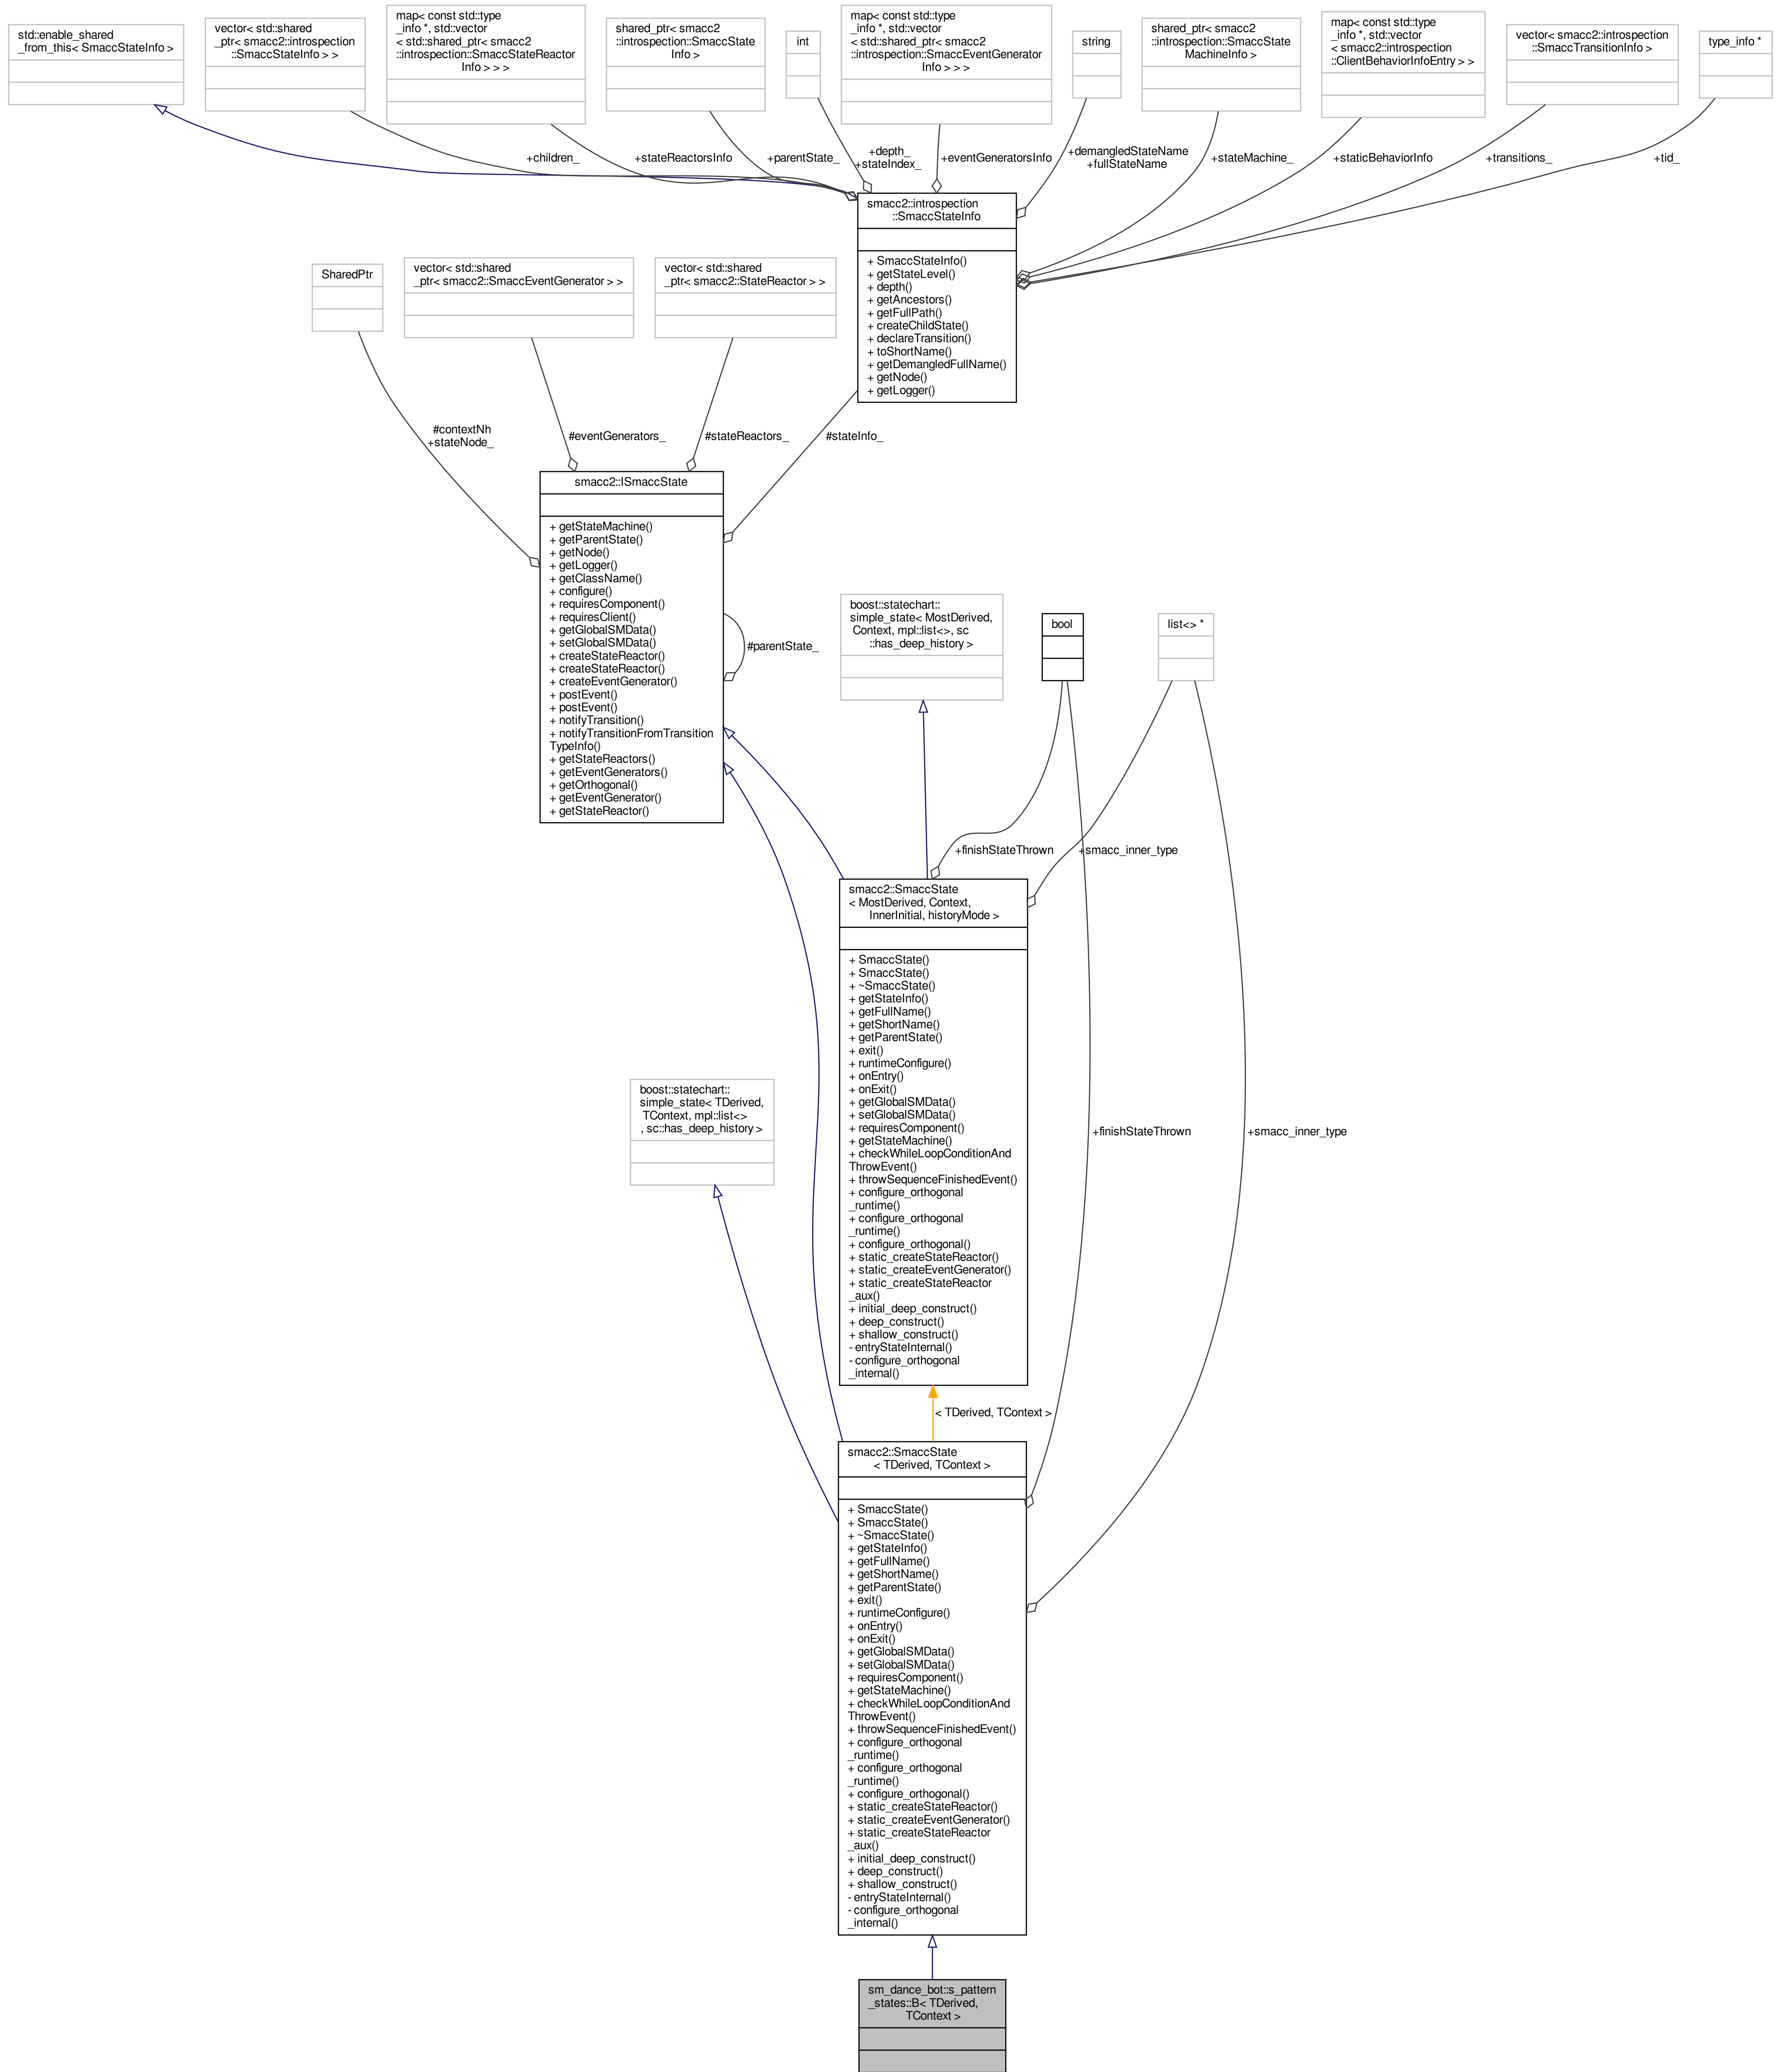 std::enable_shared
_from_this< SmaccStateInfo >
vector< std::shared
_ptr< smacc2::introspection
::SmaccStateInfo > >
map< const std::type
_info *, std::vector
< std::shared_ptr< smacc2
::introspection::SmaccStateReactor
Info > > >
shared_ptr< smacc2
::introspection::SmaccState
Info >
int
map< const std::type
_info *, std::vector
< std::shared_ptr< smacc2
::introspection::SmaccEventGenerator
Info > > >
string
shared_ptr< smacc2
::introspection::SmaccState
MachineInfo >
map< const std::type
_info *, std::vector
< smacc2::introspection
::ClientBehaviorInfoEntry > >
vector< smacc2::introspection
::SmaccTransitionInfo >
type_info *
+children_
+stateReactorsInfo
+parentState_
+depth_
+stateIndex_
+eventGeneratorsInfo
+demangledStateName
+fullStateName
+stateMachine_
+staticBehaviorInfo
+transitions_
+tid_
smacc2::introspection
::SmaccStateInfo
+ SmaccStateInfo()
+ getStateLevel()
+ depth()
+ getAncestors()
+ getFullPath()
+ createChildState()
+ declareTransition()
+ toShortName()
+ getDemangledFullName()
+ getNode()
+ getLogger()
SharedPtr
vector< std::shared
_ptr< smacc2::SmaccEventGenerator > >
vector< std::shared
_ptr< smacc2::StateReactor > >
#contextNh
+stateNode_
#eventGenerators_
#stateReactors_
#stateInfo_
smacc2::ISmaccState
+ getStateMachine()
+ getParentState()
+ getNode()
+ getLogger()
+ getClassName()
+ configure()
+ requiresComponent()
+ requiresClient()
+ getGlobalSMData()
+ setGlobalSMData()
+ createStateReactor()
+ createStateReactor()
+ createEventGenerator()
+ postEvent()
+ postEvent()
+ notifyTransition()
+ notifyTransitionFromTransition
TypeInfo()
+ getStateReactors()
+ getEventGenerators()
+ getOrthogonal()
+ getEventGenerator()
+ getStateReactor()
#parentState_
boost::statechart::
simple_state< MostDerived,
Context, mpl::list<>, sc
::has_deep_history >
bool
list<> *
+finishStateThrown
+smacc_inner_type
smacc2::SmaccState
< MostDerived, Context,
InnerInitial, historyMode >
+ SmaccState()
+ SmaccState()
+ ~SmaccState()
+ getStateInfo()
+ getFullName()
+ getShortName()
+ getParentState()
+ exit()
+ runtimeConfigure()
+ onEntry()
+ onExit()
+ getGlobalSMData()
+ setGlobalSMData()
+ requiresComponent()
+ getStateMachine()
+ checkWhileLoopConditionAnd
ThrowEvent()
+ throwSequenceFinishedEvent()
+ configure_orthogonal
_runtime()
+ configure_orthogonal
_runtime()
+ configure_orthogonal()
+ static_createStateReactor()
+ static_createEventGenerator()
+ static_createStateReactor
_aux()
+ initial_deep_construct()
+ deep_construct()
+ shallow_construct()
- entryStateInternal()
- configure_orthogonal
_internal()
boost::statechart::
simple_state< TDerived,
TContext, mpl::list<>
, sc::has_deep_history >
+finishStateThrown
+smacc_inner_type
< TDerived, TContext >
smacc2::SmaccState
< TDerived, TContext >
+ SmaccState()
+ SmaccState()
+ ~SmaccState()
+ getStateInfo()
+ getFullName()
+ getShortName()
+ getParentState()
+ exit()
+ runtimeConfigure()
+ onEntry()
+ onExit()
+ getGlobalSMData()
+ setGlobalSMData()
+ requiresComponent()
+ getStateMachine()
+ checkWhileLoopConditionAnd
ThrowEvent()
+ throwSequenceFinishedEvent()
+ configure_orthogonal
_runtime()
+ configure_orthogonal
_runtime()
+ configure_orthogonal()
+ static_createStateReactor()
+ static_createEventGenerator()
+ static_createStateReactor
_aux()
+ initial_deep_construct()
+ deep_construct()
+ shallow_construct()
- entryStateInternal()
- configure_orthogonal
_internal()
sm_dance_bot::s_pattern
_states::B< TDerived,
TContext >